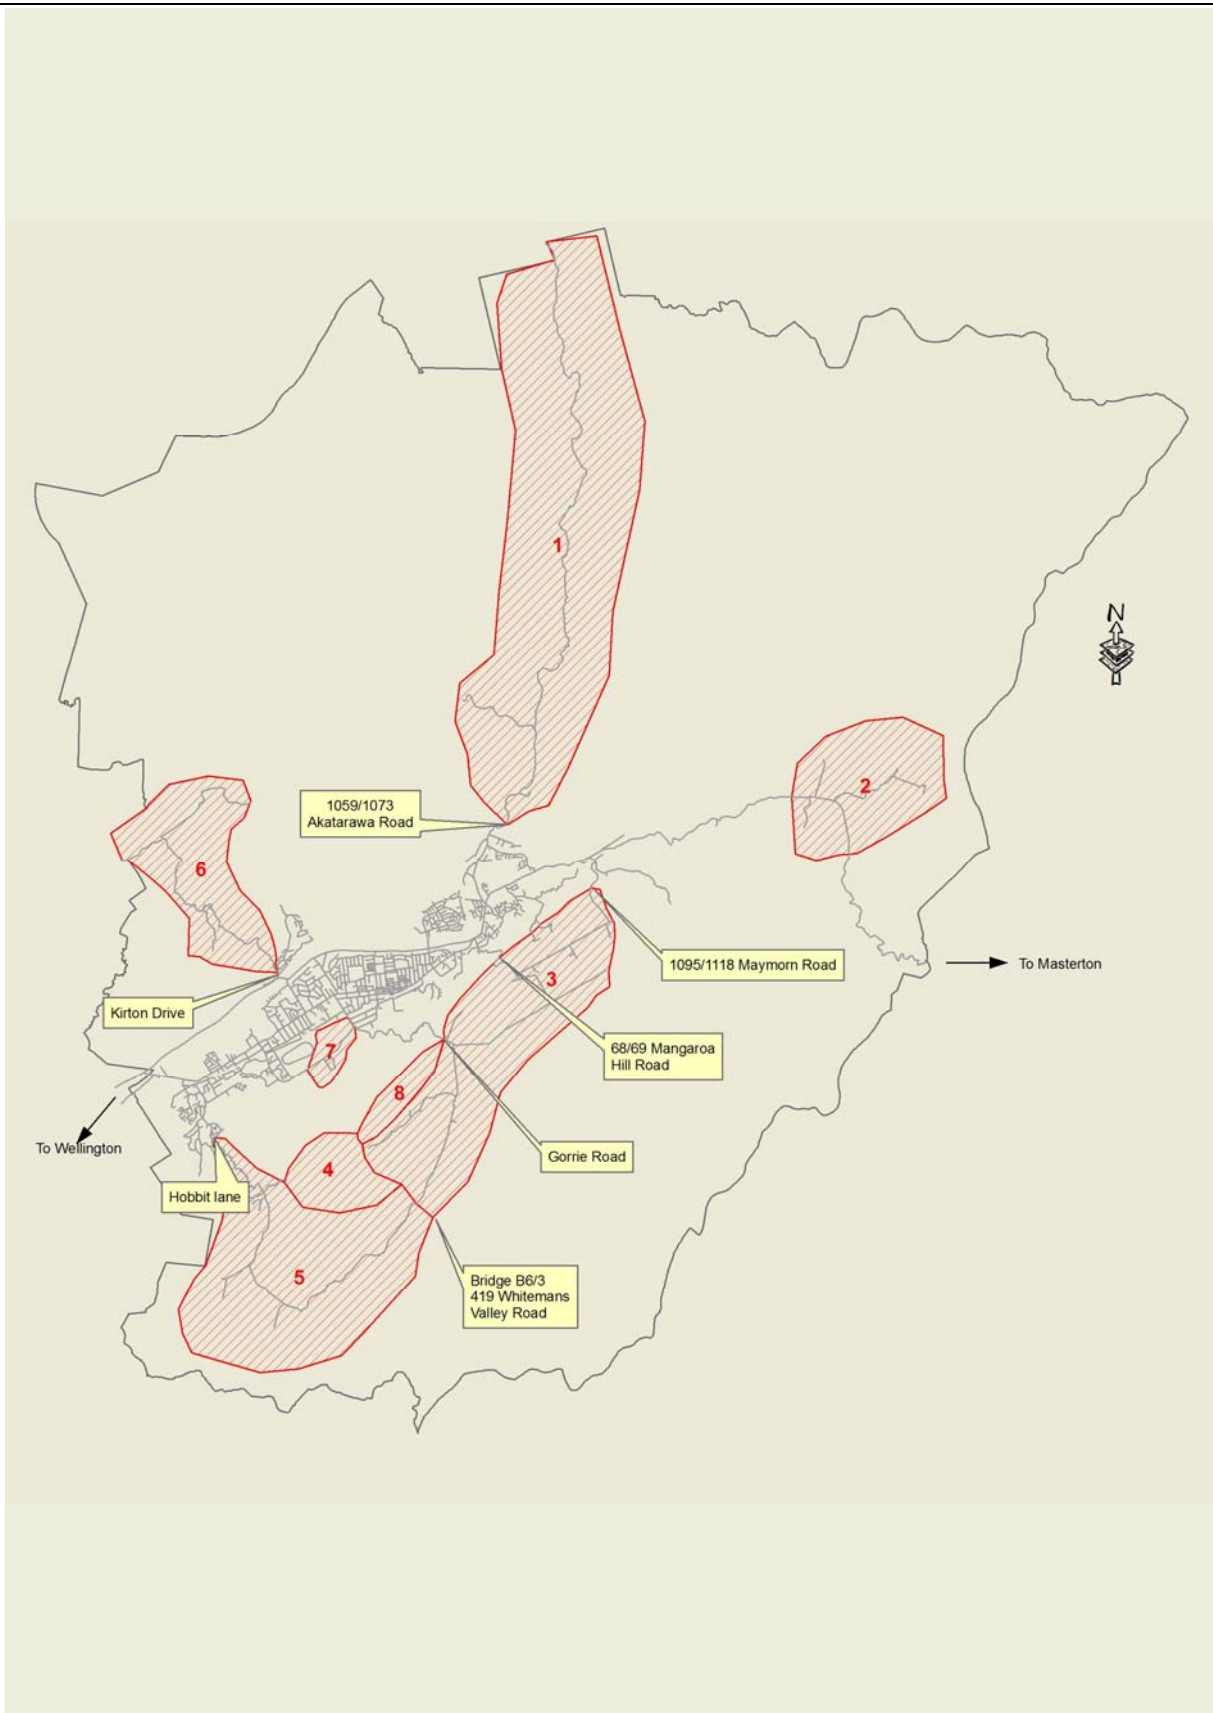 N
1
1059/1073
Akatarawa Road
2
6
3
1095/1118 Maymorn Road
To Masterton
Kirton Drive
7
68/69 Mangaroa
Hill Road
8
To Wellington
4
Gorrie Road
Hobbit lane
5
Bridge B6/3
419 Whitemans
Valley Road